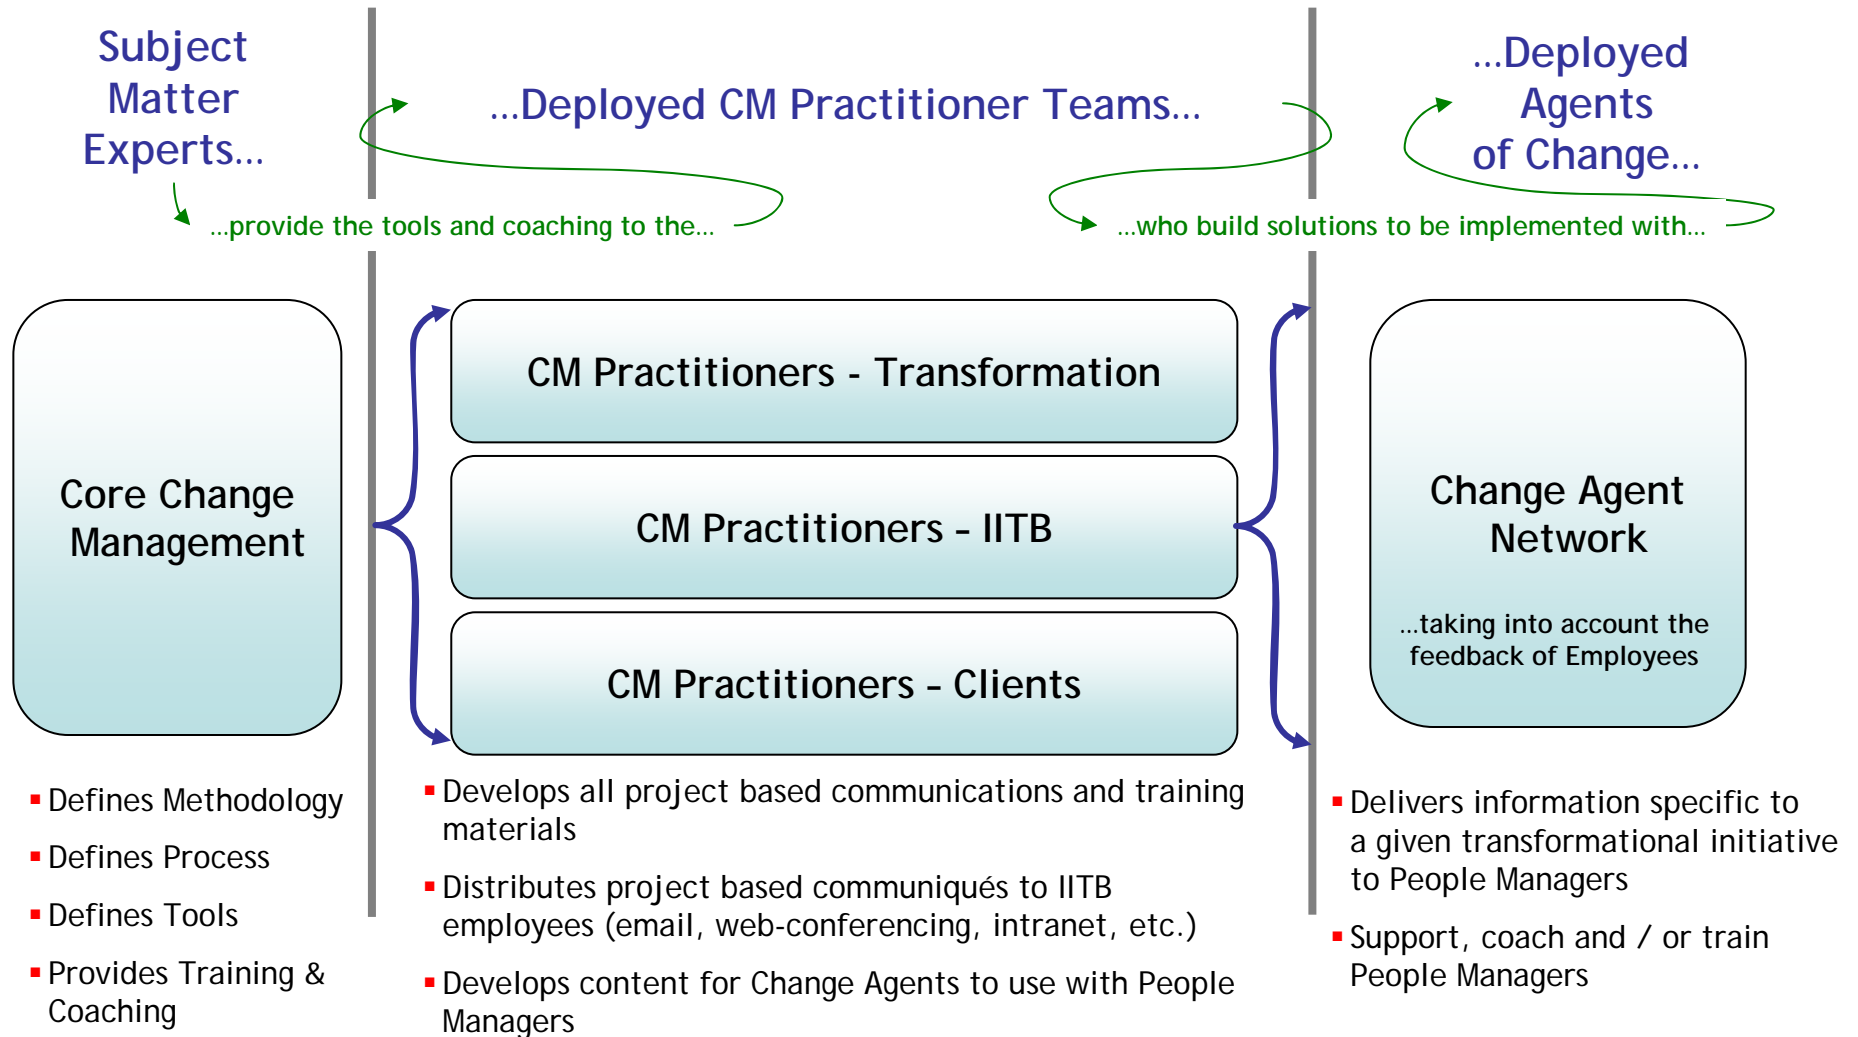 Subject
Matter
Experts...
...Deployed CM Practitioner Teams...
...Deployed
Agents
of Change...
...provide the tools and coaching to the...
...who build solutions to be implemented with...
Core Change
Management
CM Practitioners - Transformation
CM Practitioners – IITB
CM Practitioners – Clients
Change Agent
Network
...taking into account the
feedback of Employees
▪ Defines Methodology
▪ Defines Process
▪ Defines Tools
▪ Provides Training &
Coaching
▪ Develops all project based communications and training
materials
▪ Distributes project based communiqués to IITB
employees (email, web-conferencing, intranet, etc.)
▪ Develops content for Change Agents to use with People
Managers
▪ Delivers information specific to
a given transformational initiative
to People Managers
▪ Support, coach and / or train
People Managers